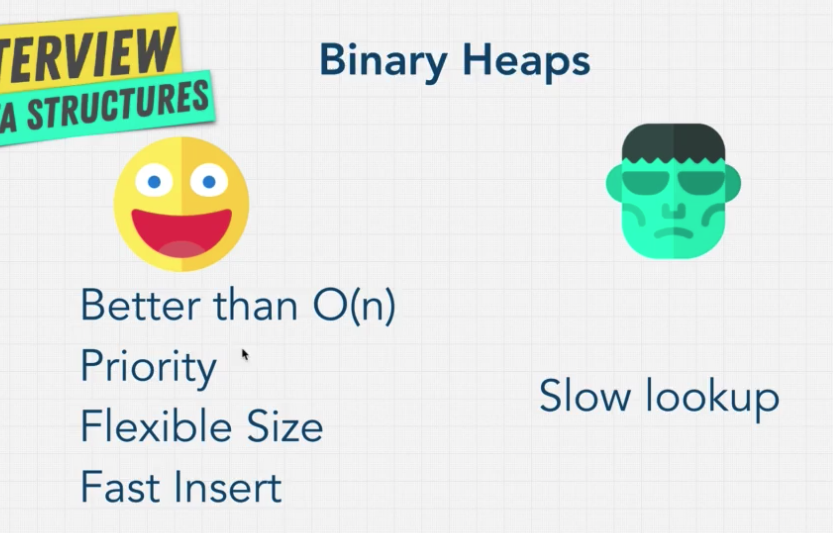 TERVIEW
A STRUCTURES
Binary Heaps
Better than O(n)
Priority
Flexible Size
Fast Insert
Slow lookup